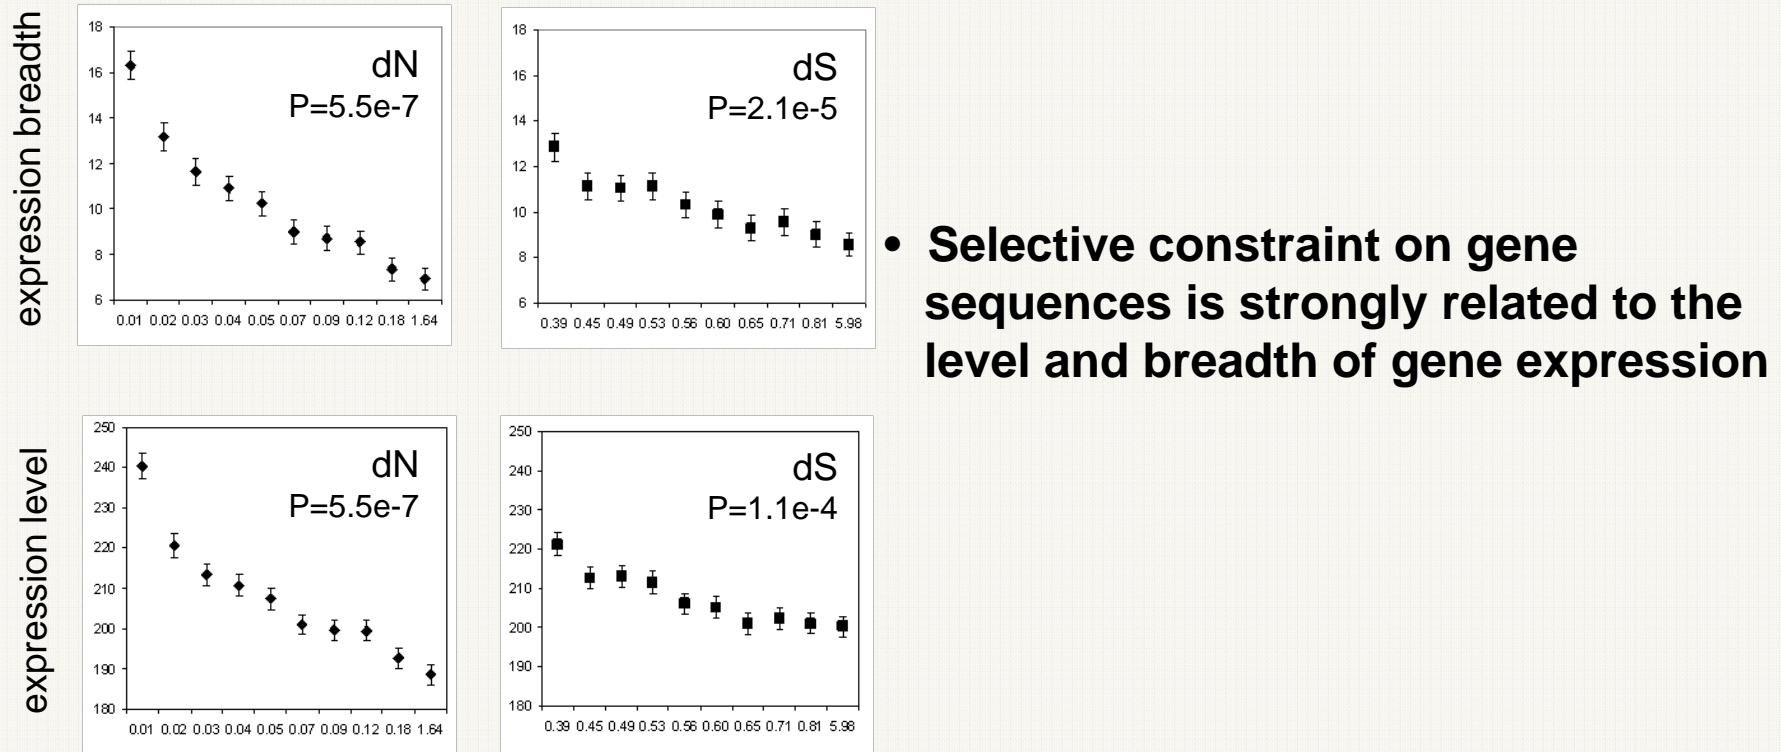 expression breadth
18
16
14
12
10
8
6
dN
P=5.5e-7
0.01 0.02 0.03 0.04 0.05 0.07 0.09 0.12 0.18 1.64
18
16
14
12
10
8
6
dS
P=2.1e-5
0.39 0.45 0.49 0.53 0.56 0.60 0.65 0.71 0.81 5.98
• Selective constraint on gene
sequences is strongly related to the
level and breadth of gene expression
expression level
250
240
230
220
210
200
190
180
dN
P=5.5e-7
0.01 0.02 0.03 0.04 0.05 0.07 0.09 0.12 0.18 1.64
250
240
230
220
210
200
190
180
dS
P=1.1e-4
0.39 0.45 0.49 0.53 0.56 0.60 0.65 0.71 0.81 5.98